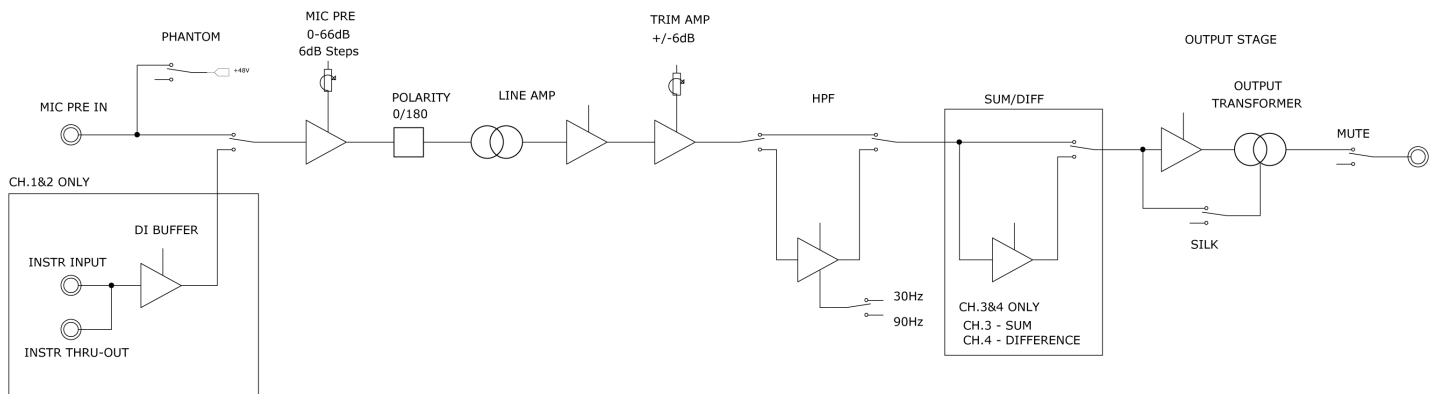 PHANTOM
+48V
MIC PRE IN
MIC PRE
0-66dB
6dB Steps
POLARITY
0/180
LINE AMP
TRIM AMP
+/-6dB
HPF
30Hz
90Hz
SUM/DIFF
CH.3&4 ONLY
CH.3 - SUM
CH.4 - DIFFERENCE
OUTPUT STAGE
OUTPUT
TRANSFORMER
MUTE
SILK
CH.1&2 ONLY
DI BUFFER
INSTR INPUT
INSTR THRU-OUT